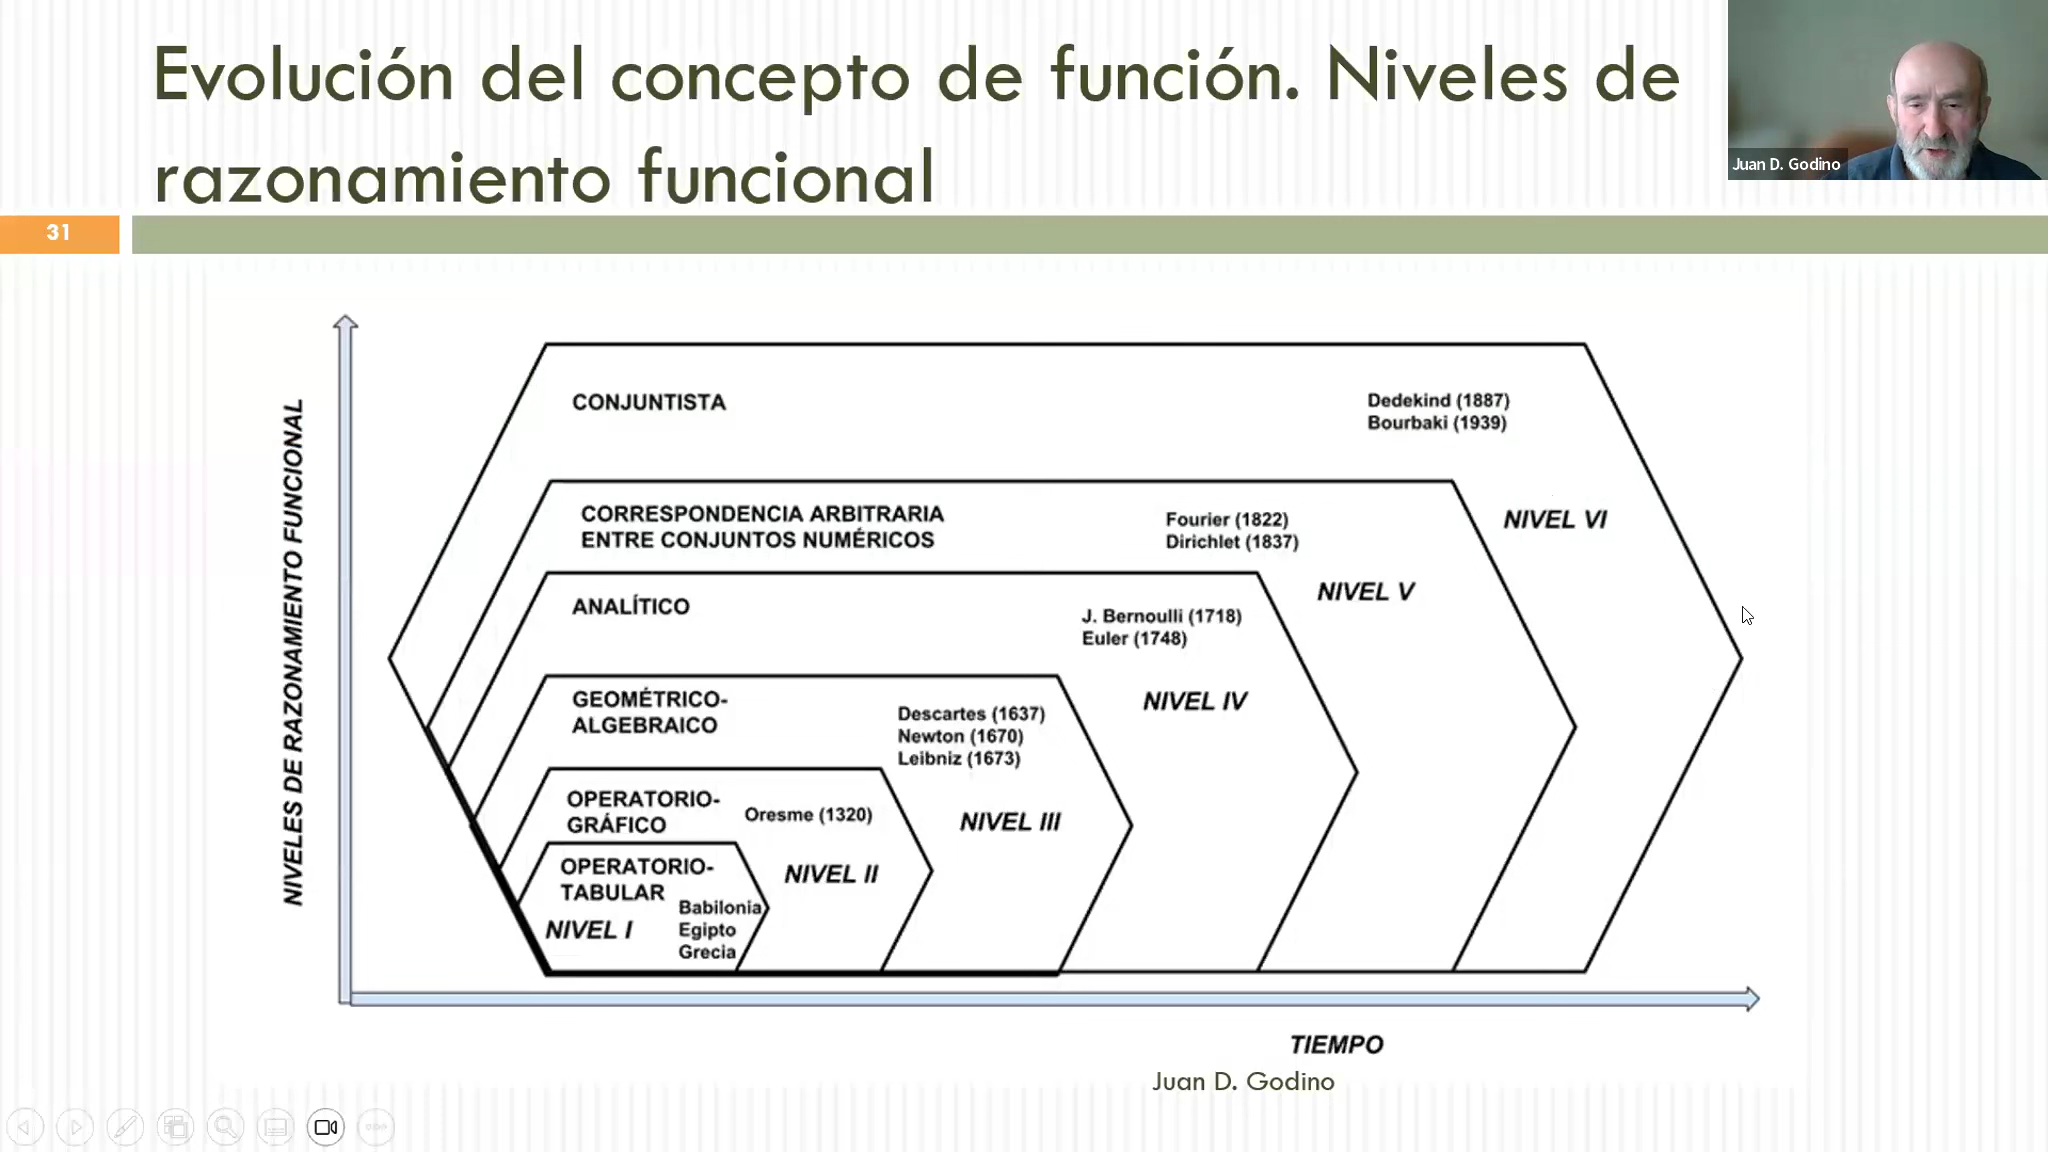 Evolución del concepto de función. Niveles de
razonamiento funcional
Juan D. Godino
31
NIVELES DE RAZONAMIENTO FUNCIONAL
CONJUNTISTA
Dedekind (1887)
Bourbaki (1939)
NIVEL VI
CORRESPONDENCIA ARBITRARIA
ENTRE CONJUNTOS NUMÉRICOS
Fourier (1822)
Dirichlet (1837)
NIVEL V
ANALÍTICO
J. Bernoulli (1718)
Euler (1748)
NIVEL IV
GEOMÉTRICO-
ALGEBRAICO
Descartes (1637)
Newton (1670)
Leibniz (1673)
NIVEL III
OPERATORIO-
GRÁFICO
Oresme (1320)
NIVEL II
OPERATORIO-
TABULAR
NIVEL I
Babilonia
Egipto
Grecia
TIEMPO
Juan D. Godino